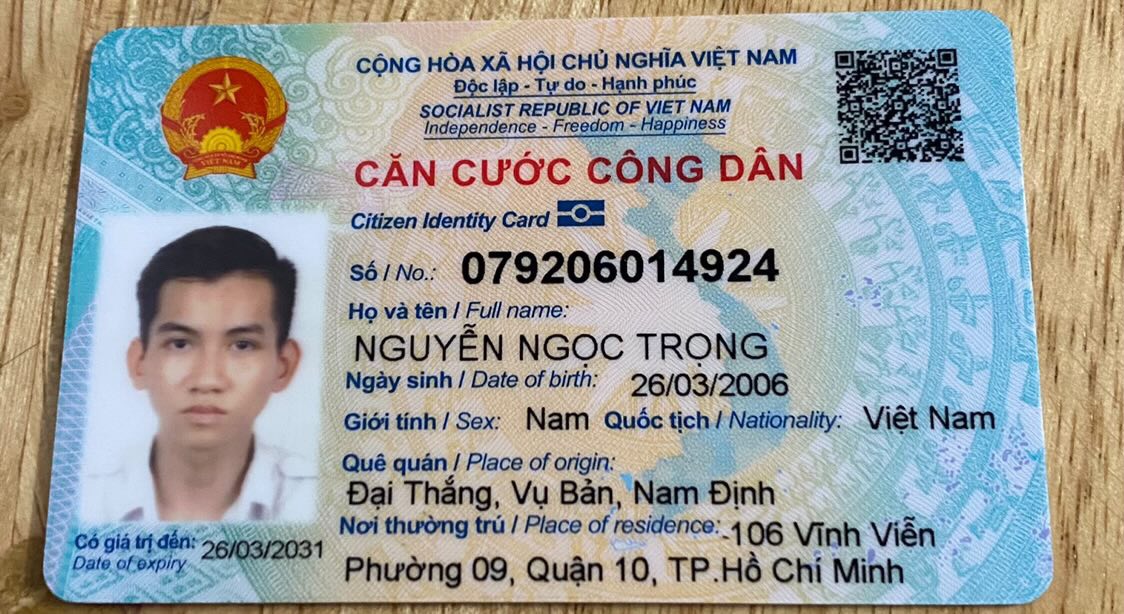 CỘNG HÒA XÃ HỘI CHỦ NGHĨA VIỆT NAM
Độc lập - Tự do - Hạnh phúc
SOCIALIST REPUBLIC OF VIET NAM
Independence - Freedom - Happiness
CĂN CƯỚC CÔNG DÂN
Citizen Identity Card
Số / No.: 079206014924
Họ và tên / Full name:
NGUYỄN NGỌC TRỌNG
Ngày sinh / Date of birth: 26/03/2006
Giới tính / Sex: Nam Quốc tịch / Nationality: Việt Nam
Quê quán / Place of origin:
Đại Thắng, Vụ Bản, Nam Định
Nơi thường trú / Place of residence: 106 Vĩnh Viễn
Phường 09, Quận 10, TP.Hồ Chí Minh
Có giá trị đến: 26/03/2031
Date of expiry